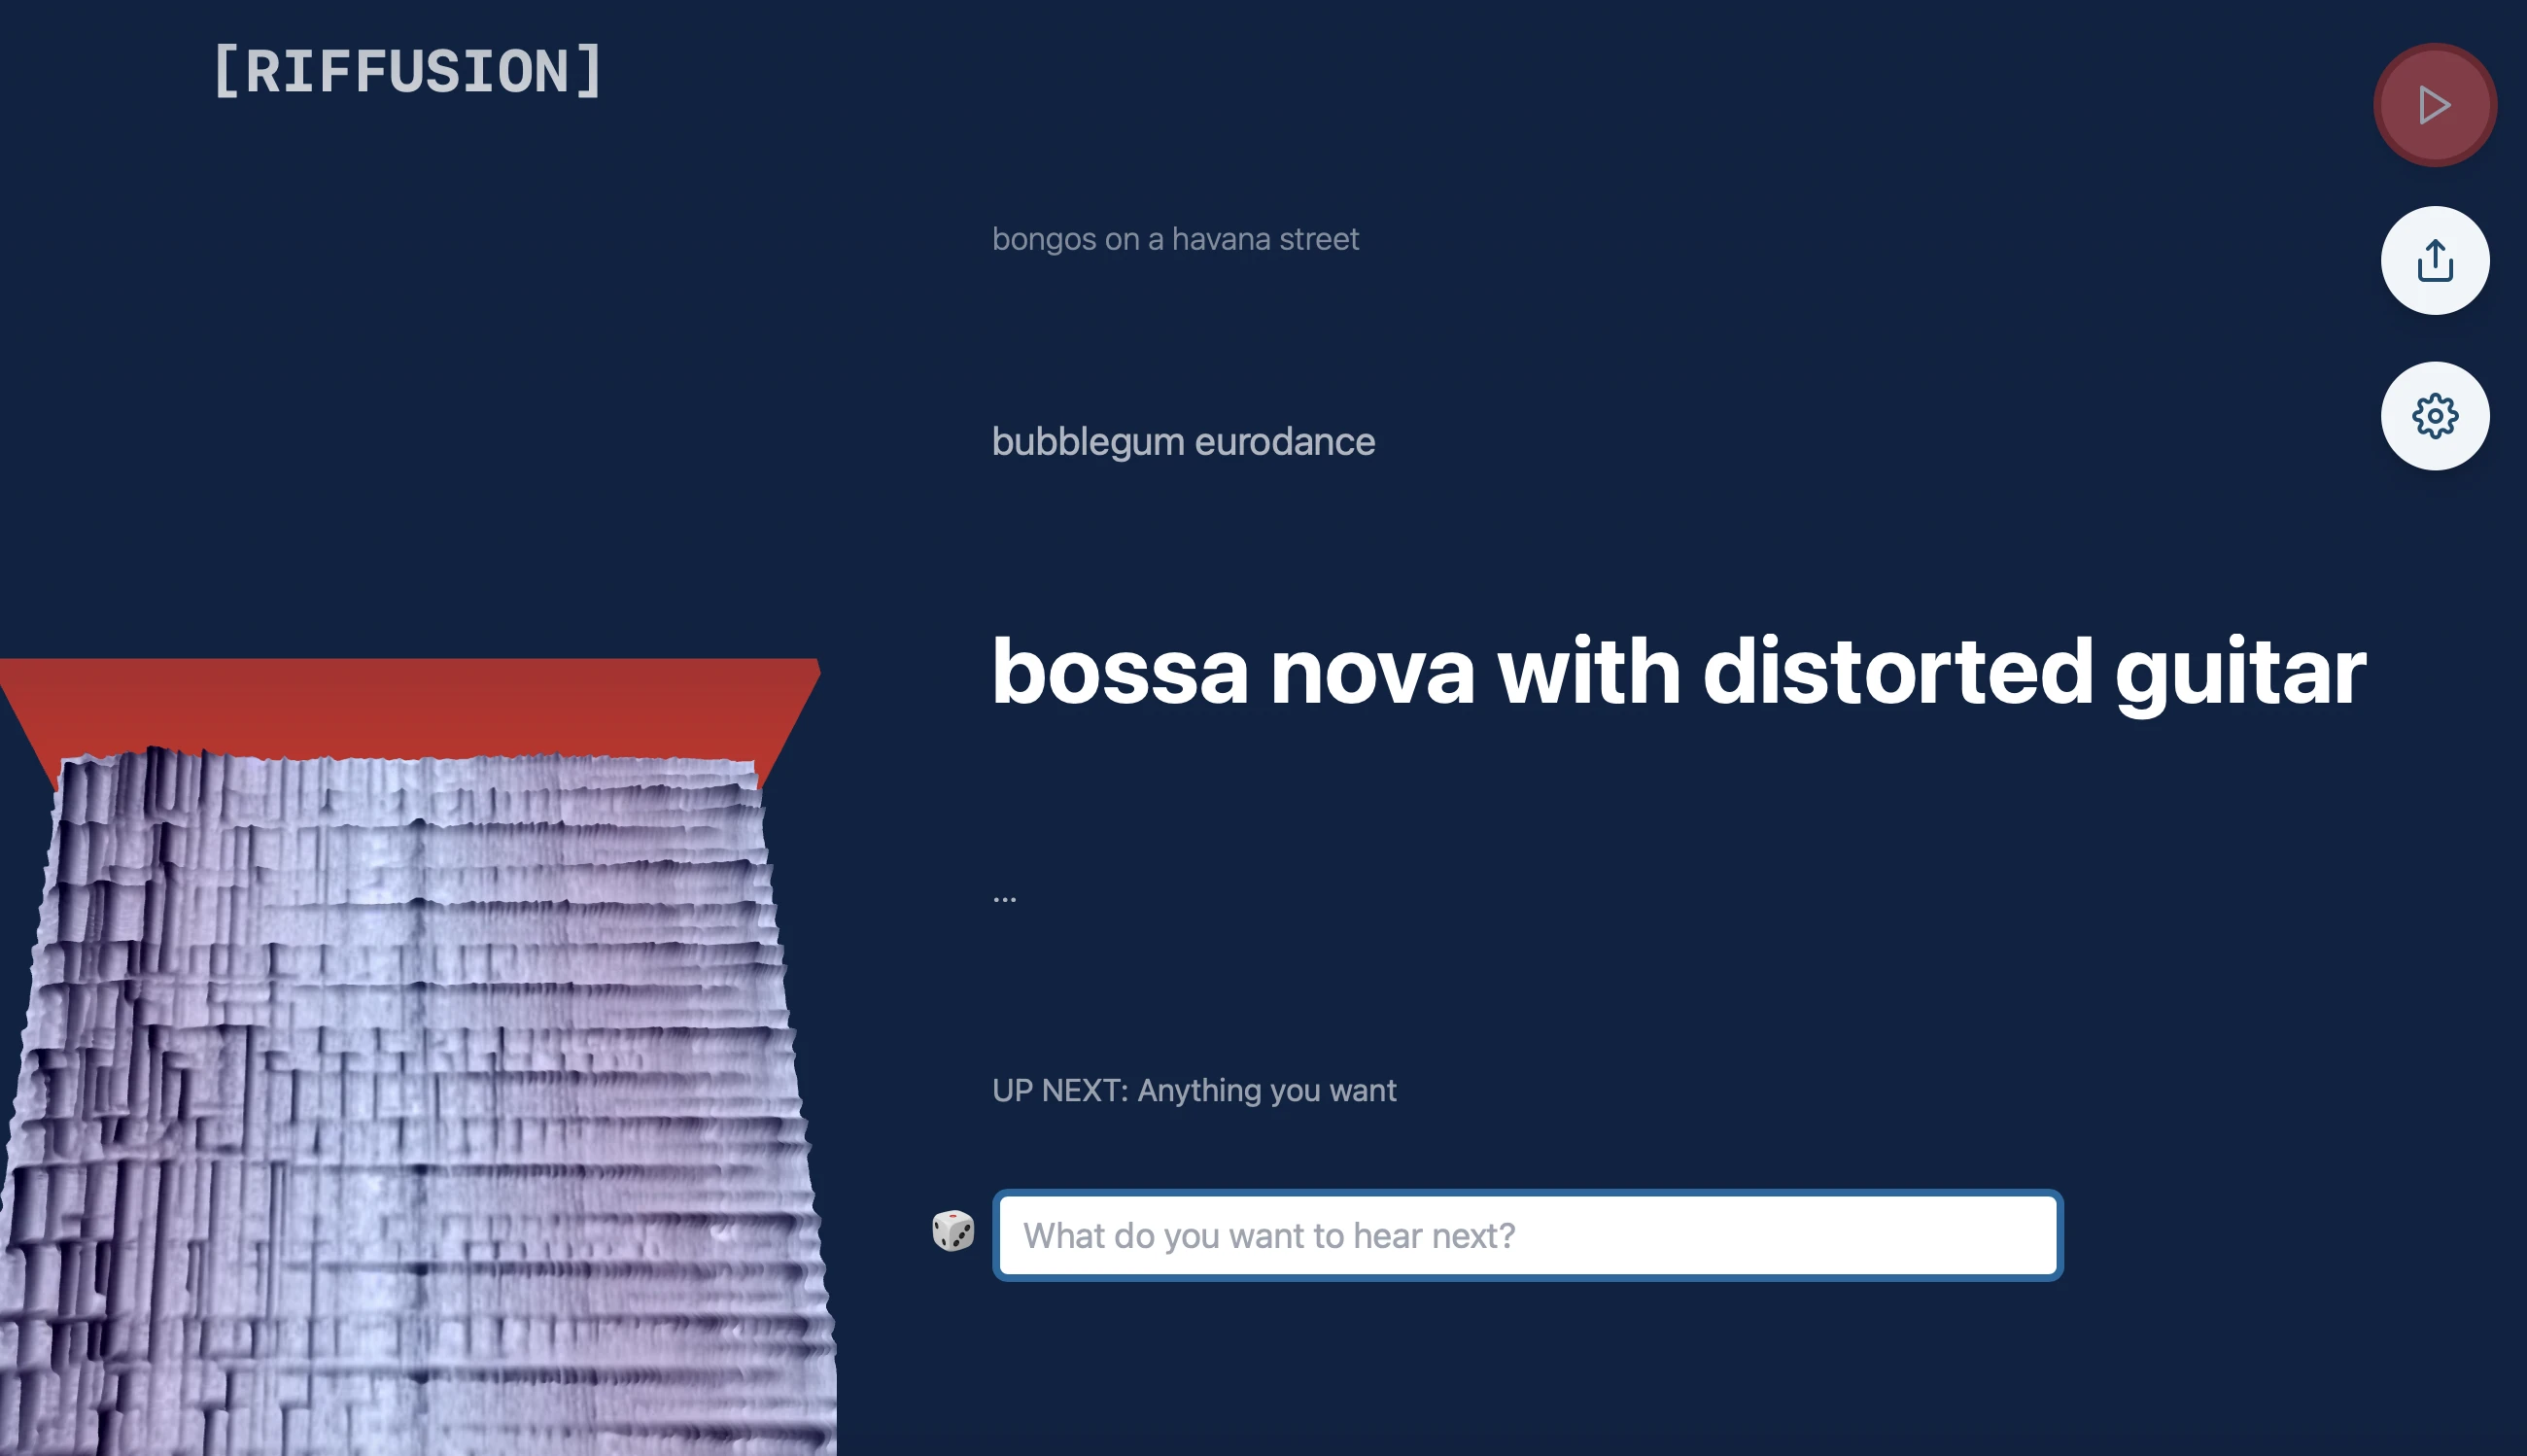 [RIFFUSION]
bongos on a havana street
bubblegum eurodance
bossa nova with distorted guitar
...
UP NEXT: Anything you want
What do you want to hear next?